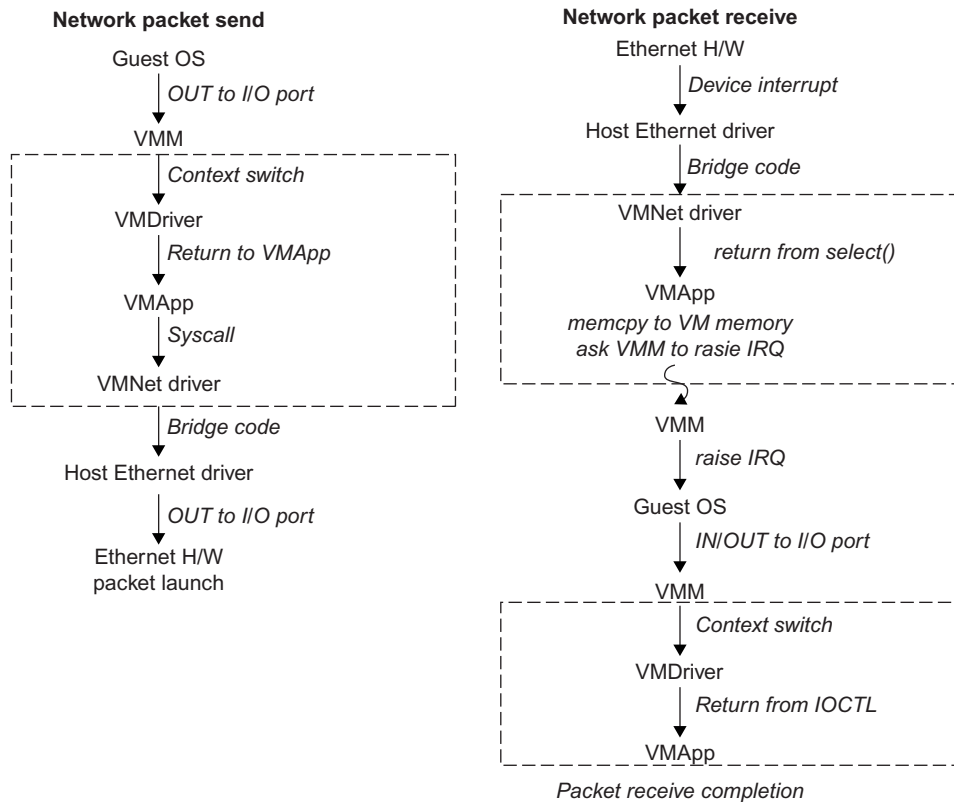 Network packet send
Guest OS
OUT to I/O port
VMM
Context switch
VMDriver
Return to VMApp
VMApp
Syscall
VMNet driver
Bridge code
Host Ethernet driver
OUT to I/O port
Ethernet H/W
packet launch
Network packet receive
Ethernet H/W
Device interrupt
Host Ethernet driver
Bridge code
VMNet driver
return from select()
VMApp
memcpy to VM memory
ask VMM to rasie IRQ
VMM
raise IRQ
Guest OS
IN/OUT to I/O port
VMM
Context switch
VMDriver
Return from IOCTL
VMApp
Packet receive completion